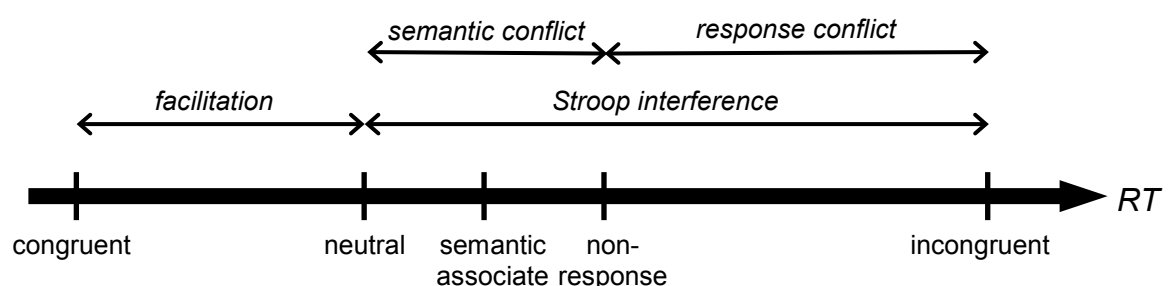 semantic conflict response conflict
facilitation Stroop interference
RT
congruent neutral semantic non- incongruent
associate response